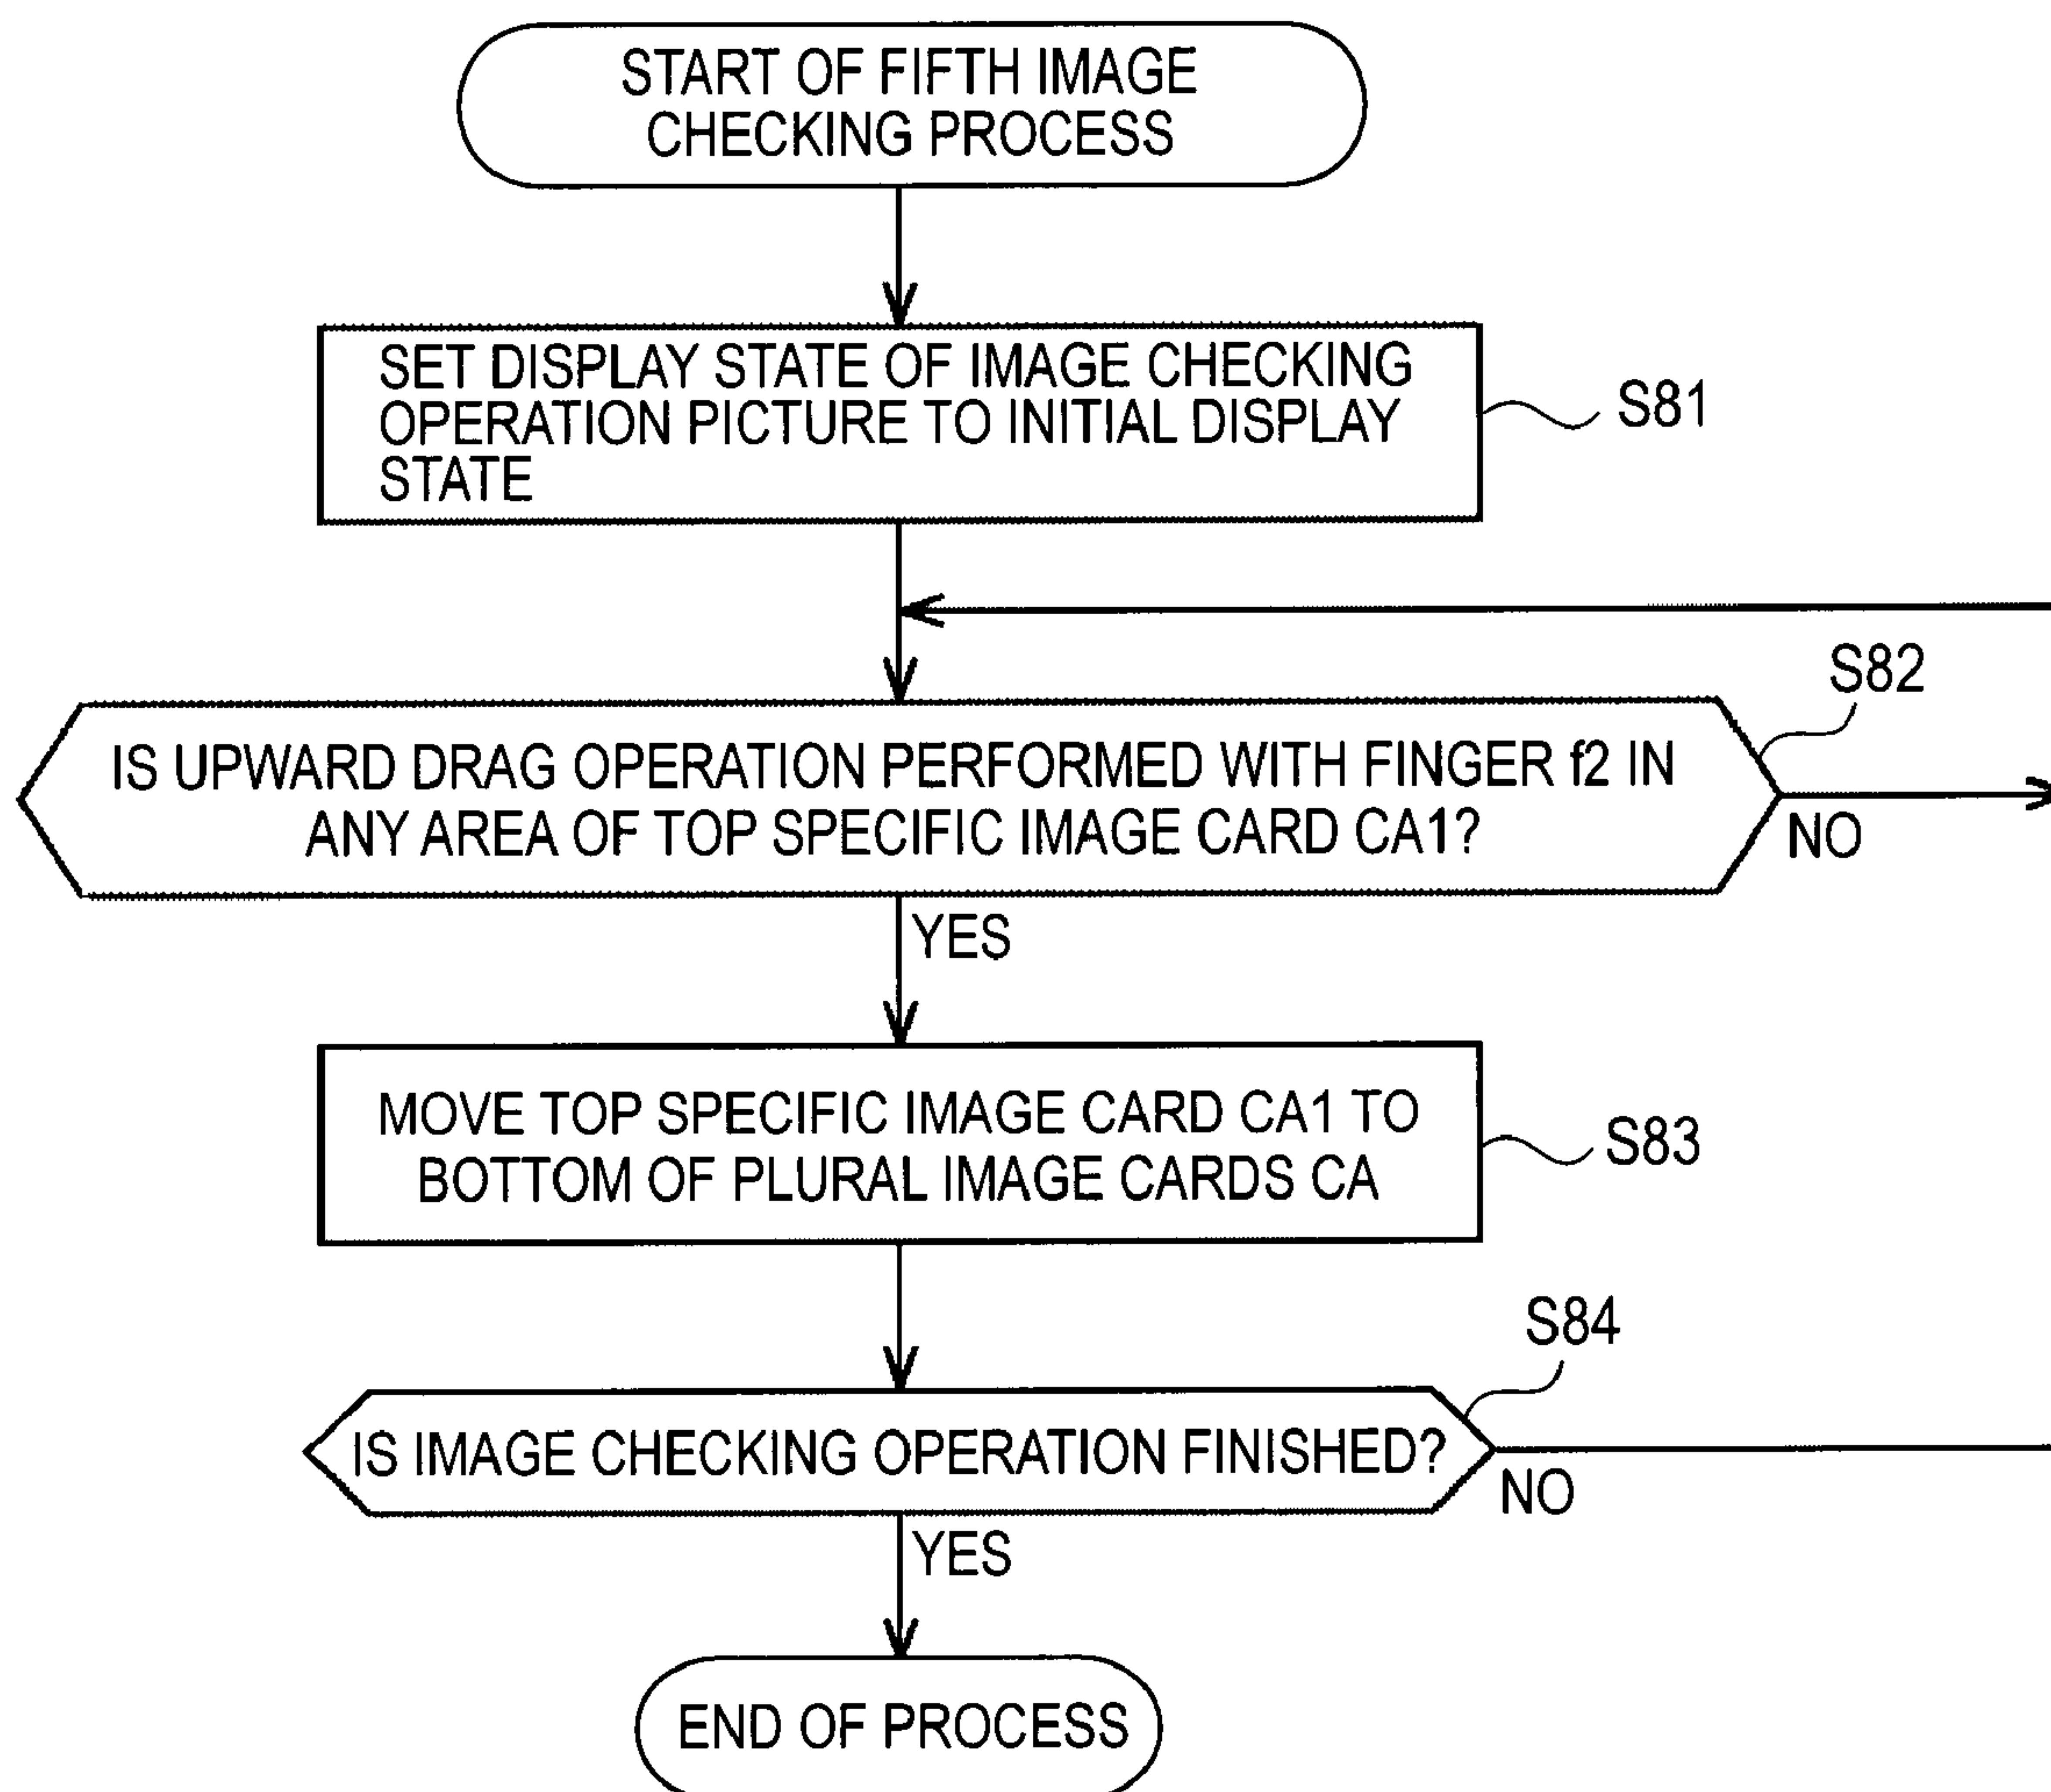 START OF FIFTH IMAGE
CHECKING PROCESS
SET DISPLAY STATE OF IMAGE CHECKING
OPERATION PICTURE TO INITIAL DISPLAY
STATE
S81
S82
IS UPWARD DRAG OPERATION PERFORMED WITH FINGER f2 IN
ANY AREA OF TOP SPECIFIC IMAGE CARD CA1?
NO
YES
MOVE TOP SPECIFIC IMAGE CARD CA1 TO
BOTTOM OF PLURAL IMAGE CARDS CA
S83
S84
IS IMAGE CHECKING OPERATION FINISHED?
NO
YES
END OF PROCESS